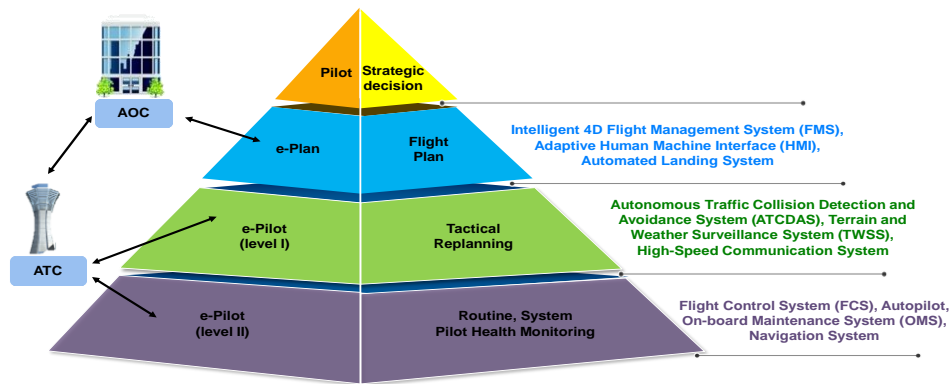 Pilot
Strategic
decision
AOC
e-Plan
Flight
Plan
Intelligent 4D Flight Management System (FMS),
Adaptive Human Machine Interface (HMI),
Automated Landing System
ATC
e-Pilot
(level I)
Tactical
Replanning
Autonomous Traffic Collision Detection and
Avoidance System (ATCDAS), Terrain and
Weather Surveillance System (TWSS),
High-Speed Communication System
e-Pilot
(level II)
Routine, System
Pilot Health Monitoring
Flight Control System (FCS), Autopilot,
On-board Maintenance System (OMS),
Navigation System